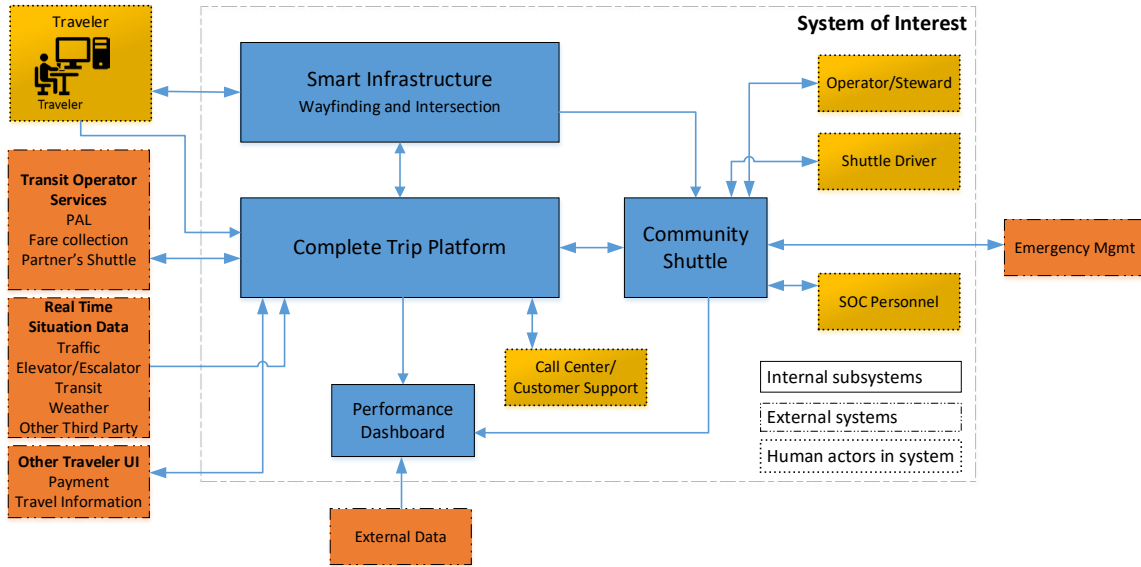 Traveler
Traveler
System of Interest
Smart Infrastructure
Wayfinding and Intersection
Operator/Steward
Shuttle Driver
Transit Operator
Services
PAL
Fare collection
Partner’s Shuttle
Complete Trip Platform
Community
Shuttle
Emergency Mgmt
SOC Personnel
Real Time
Situation Data
Traffic
Elevator/Escalator
Transit
Weather
Other Third Party
Call Center/
Customer Support
Performance
Dashboard
Internal subsystems
External systems
Human actors in system
Other Traveler UI
Payment
Travel Information
External Data